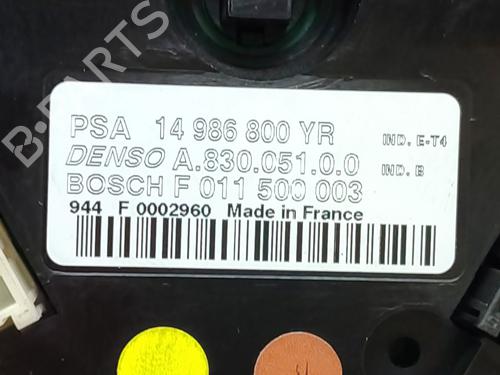 B-PARTS
PSA 14 986 800 YR IND. E-T4
DENSO A.830.051.0.0 IND. B
BOSCH F 011 500 003
944 F 0002960 Made in France